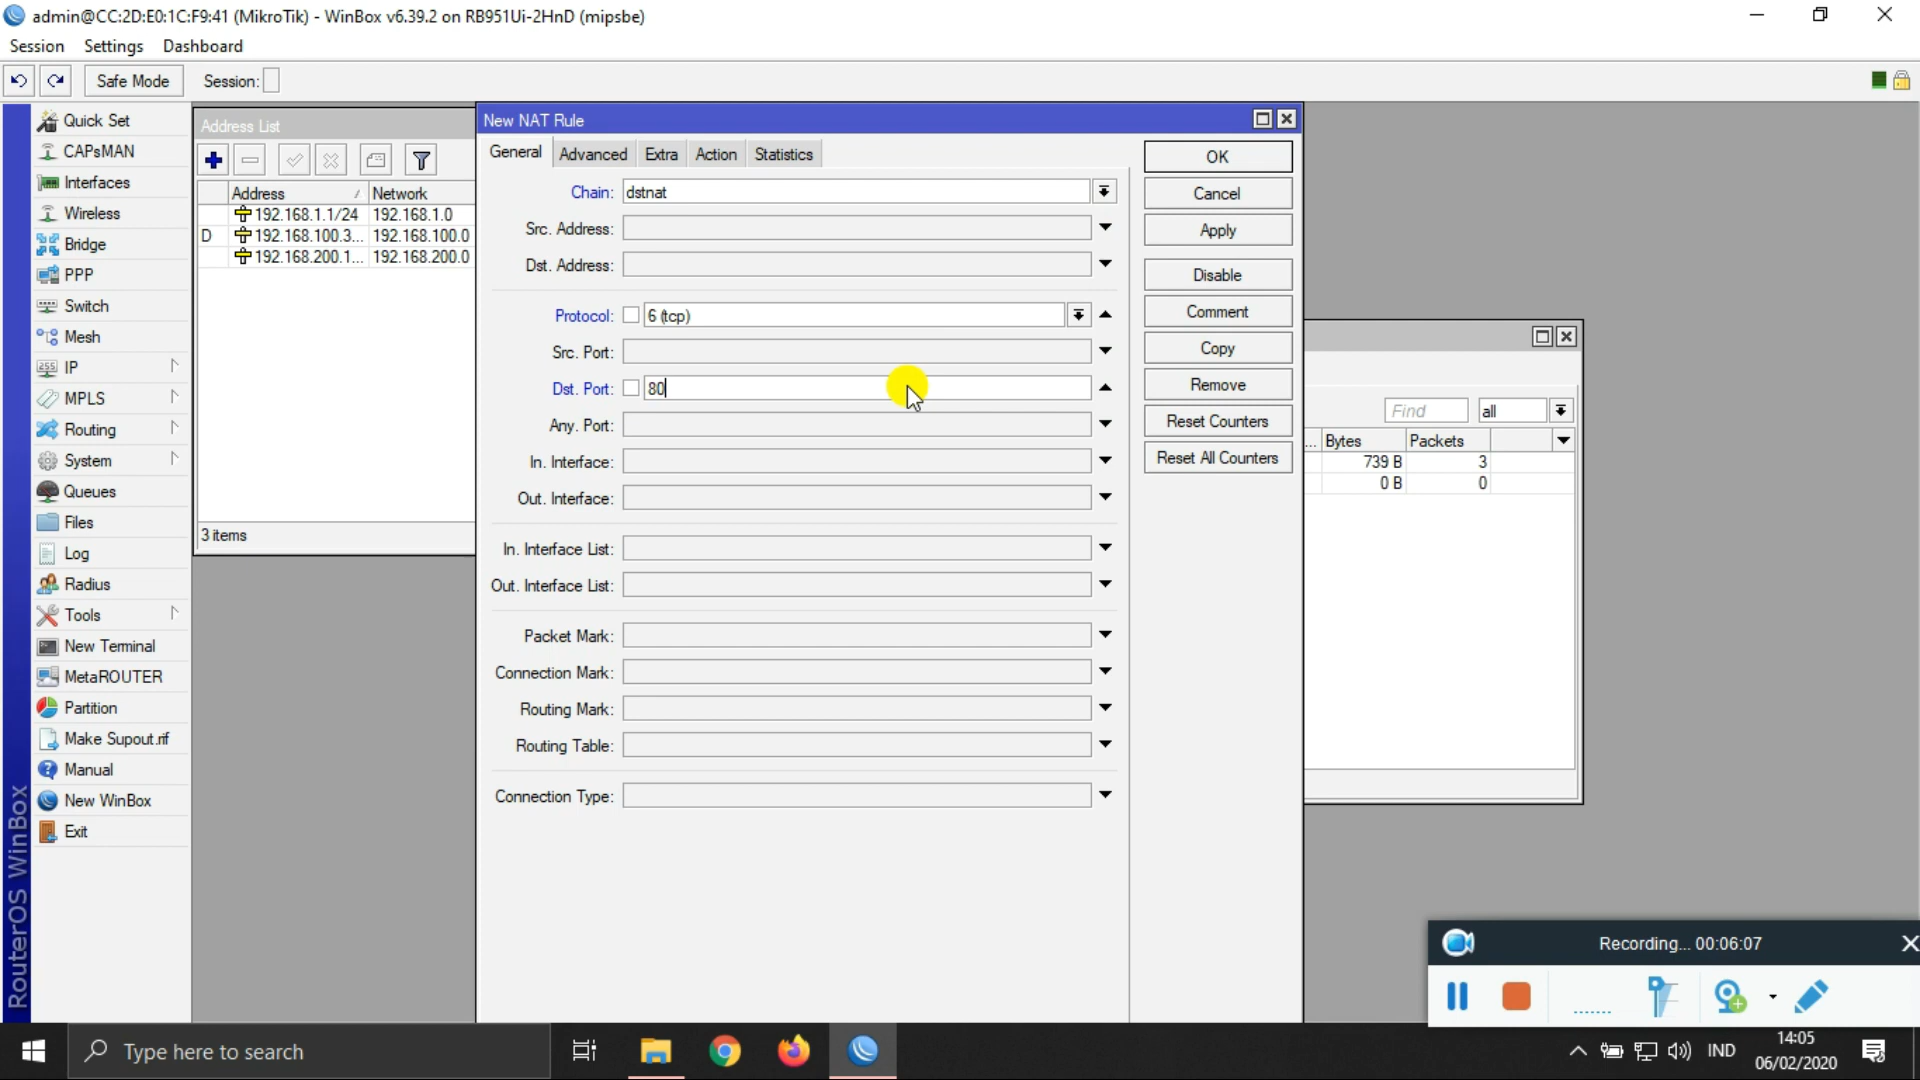 admin@CC:2D:E0:1C:F9:41 (MikroTik) - WinBox v6.39.2 on RB951Ui-2HnD (mipsbe)
Session Settings Dashboard
Safe Mode Session:
Quick Set
CAPsMAN
Interfaces
Wireless
Bridge
PPP
Switch
Mesh
IP
MPLS
Routing
System
Queues
Files
Log
Radius
Tools
New Terminal
MetaROUTER
Partition
Make Supout.rif
Manual
New WinBox
Exit
RouterOS WinBox
Address List
Address / Network
192.168.1.1/24 192.168.1.0
D 192.168.100.3... 192.168.100.0
192.168.200.1... 192.168.200.0
3 items
New NAT Rule
General Advanced Extra Action Statistics
Chain: dstnat
Src. Address:
Dst. Address:
Protocol: 6 (tcp)
Src. Port:
Dst. Port: 80
Any. Port:
In. Interface:
Out. Interface:
In. Interface List:
Out. Interface List:
Packet Mark:
Connection Mark:
Routing Mark:
Routing Table:
Connection Type:
OK
Cancel
Apply
Disable
Comment
Copy
Remove
Reset Counters
Reset All Counters
Find all
... Bytes Packets
739 B 3
0 B 0
Recording... 00:06:07
Type here to search
IND
14:05
06/02/2020